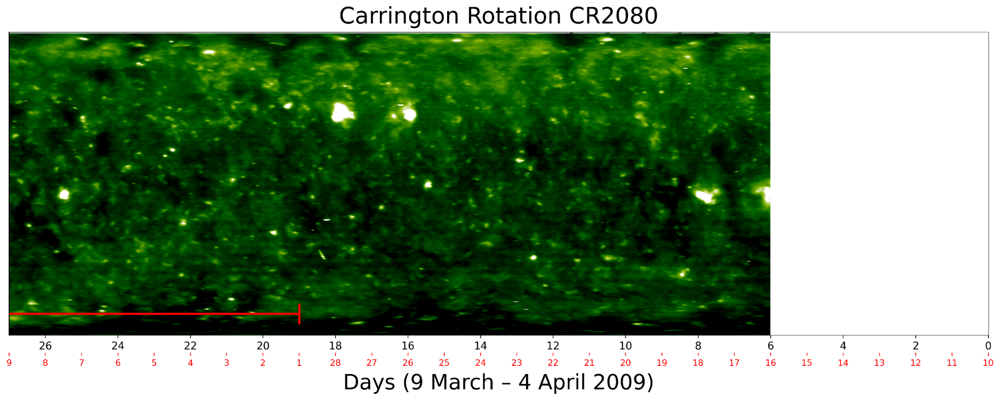 Carrington Rotation CR2080
26 24 22 20 18 16 14 12 10 8 6 4 2 0
9 8 7 6 5 4 3 2 1 28 27 26 25 24 23 22 21 20 19 18 17 16 15 14 13 12 11 10
Days (9 March – 4 April 2009)